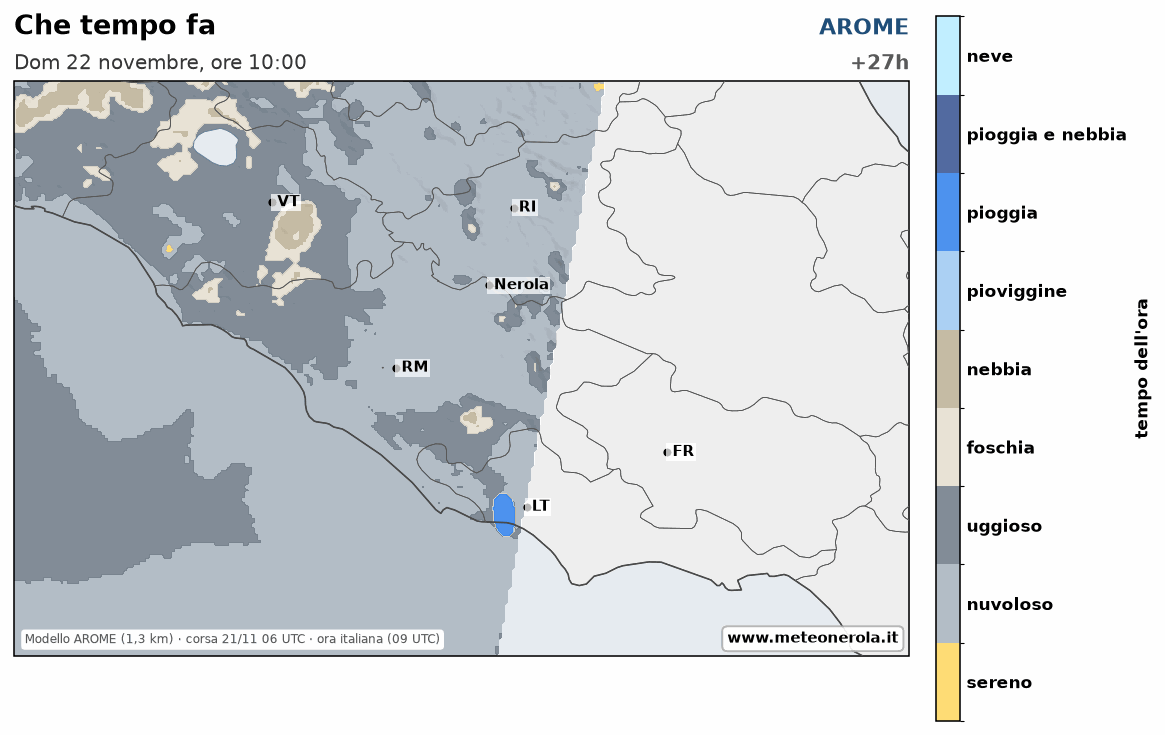 Che tempo fa
AROME
Dom 22 novembre, ore 10:00
+27h
VT
RI
Nerola
RM
FR
LT
Modello AROME (1,3 km) · corsa 21/11 06 UTC · ora italiana (09 UTC)
www.meteonerola.it
neve
pioggia e nebbia
pioggia
pioviggine
nebbia
foschia
uggioso
nuvoloso
sereno
tempo dell'ora